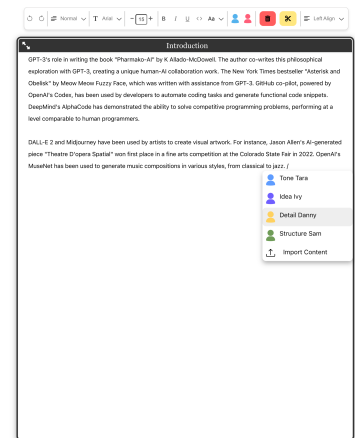 Normal T Arial − 15 + B I U <> Aa Left Align
Introduction
GPT-3's role in writing the book "Pharmako-AI" by K Allado-McDowell. The author co-writes this philosophical
exploration with GPT-3, creating a unique human-AI collaboration work. The New York Times bestseller "Asterisk and
Obelisk" by Meow Meow Fuzzy Face, which was written with assistance from GPT-3. GitHub co-pilot, powered by
OpenAI's Codex, has been used by developers to automate coding tasks and generate functional code snippets.
DeepMind's AlphaCode has demonstrated the ability to solve competitive programming problems, performing at a
level comparable to human programmers.
DALL-E 2 and Midjourney have been used by artists to create visual artwork. For instance, Jason Allen's AI-generated
piece "Theatre D'opera Spatial" won first place in a fine arts competition at the Colorado State Fair in 2022. OpenAI's
MuseNet has been used to generate music compositions in various styles, from classical to jazz. /
Tone Tara
Idea Ivy
Detail Danny
Structure Sam
Import Content